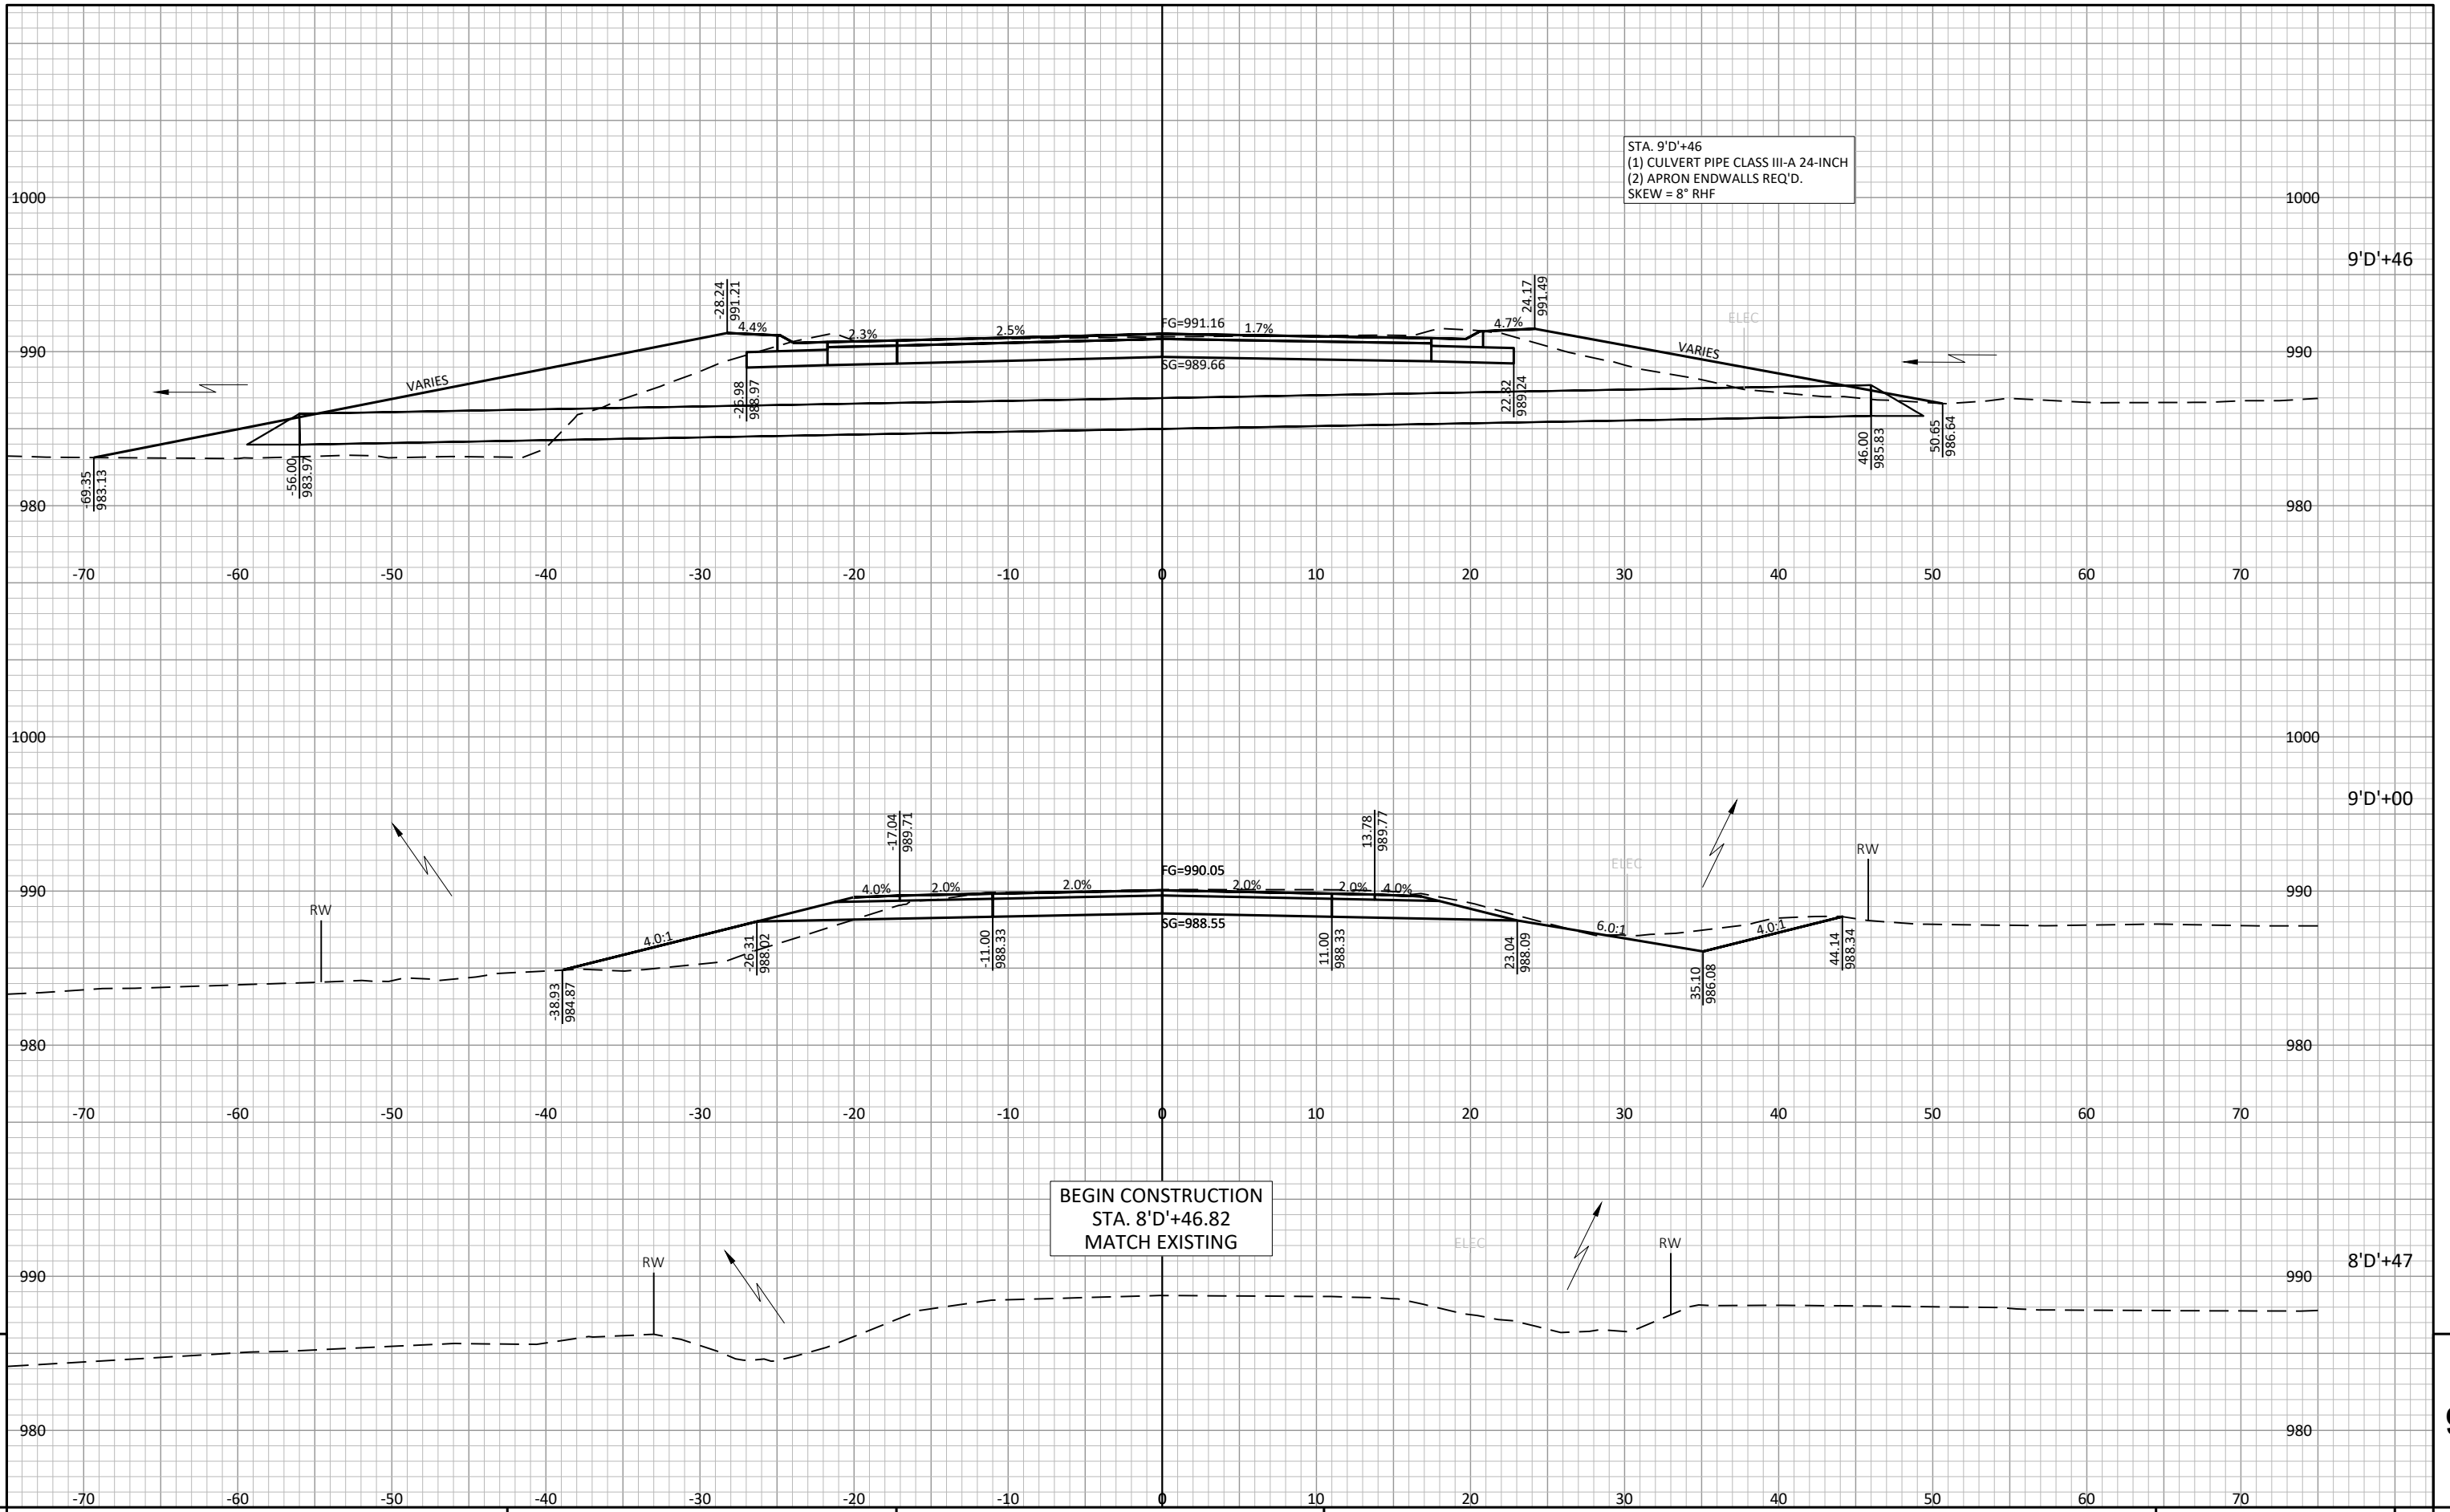 STA. 9'D'+46
(1) CULVERT PIPE CLASS III-A 24-INCH
(2) APRON ENDWALLS REQ'D.
SKEW = 8° RHF
1000
1000
9'D'+46
-28.24
991.21
24.17
991.49
4.4%
2.3%
2.5%
FG=991.16
1.7%
4.7%
ELEC
990
VARIES
SG=989.66
VARIES
990
-26.98
988.97
22.82
989.24
-69.35
983.13
-56.00
983.97
46.00
985.83
50.65
986.64
980
980
-70 -60 -50 -40 -30 -20 -10 0 10 20 30 40 50 60 70
1000
1000
9'D'+00
-17.04
989.71
13.78
989.77
RW
FG=990.05
ELEC
990
4.0%
2.0%
2.0%
2.0%
2.0%
4.0%
990
RW
4.0:1
SG=988.55
6.0:1
4.0:1
-38.93
984.87
-26.31
988.02
-11.00
988.33
11.00
988.33
23.04
988.09
35.10
986.08
44.14
988.34
980
980
-70 -60 -50 -40 -30 -20 -10 0 10 20 30 40 50 60 70
BEGIN CONSTRUCTION
STA. 8'D'+46.82
MATCH EXISTING
ELEC
RW
RW
8'D'+47
990
990
980
980
-70 -60 -50 -40 -30 -20 -10 0 10 20 30 40 50 60 70